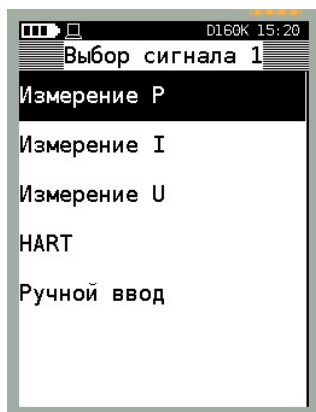 D160K 15:20
Выбор сигнала 1
Измерение P
Измерение I
Измерение U
HART
Ручной ввод